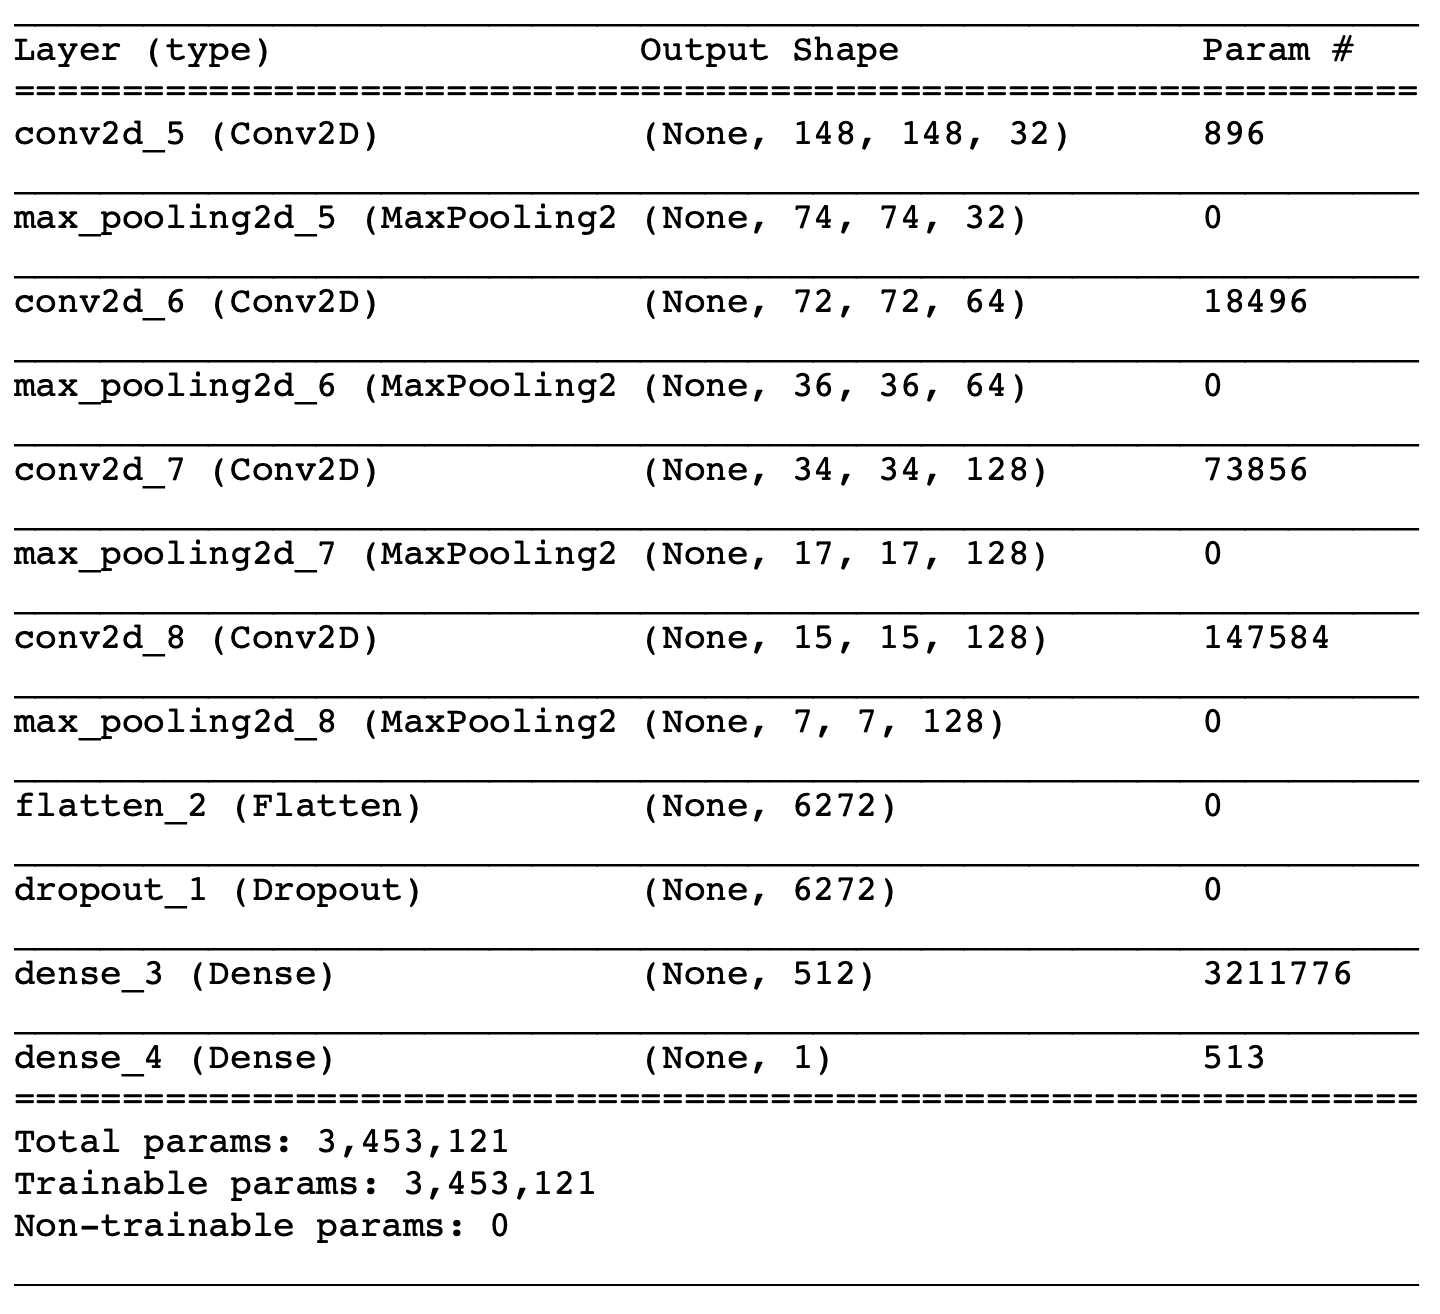 Layer (type) Output Shape Param #
=================================================================
conv2d_5 (Conv2D) (None, 148, 148, 32) 896
max_pooling2d_5 (MaxPooling2 (None, 74, 74, 32) 0
conv2d_6 (Conv2D) (None, 72, 72, 64) 18496
max_pooling2d_6 (MaxPooling2 (None, 36, 36, 64) 0
conv2d_7 (Conv2D) (None, 34, 34, 128) 73856
max_pooling2d_7 (MaxPooling2 (None, 17, 17, 128) 0
conv2d_8 (Conv2D) (None, 15, 15, 128) 147584
max_pooling2d_8 (MaxPooling2 (None, 7, 7, 128) 0
flatten_2 (Flatten) (None, 6272) 0
dropout_1 (Dropout) (None, 6272) 0
dense_3 (Dense) (None, 512) 3211776
dense_4 (Dense) (None, 1) 513
=================================================================
Total params: 3,453,121
Trainable params: 3,453,121
Non-trainable params: 0